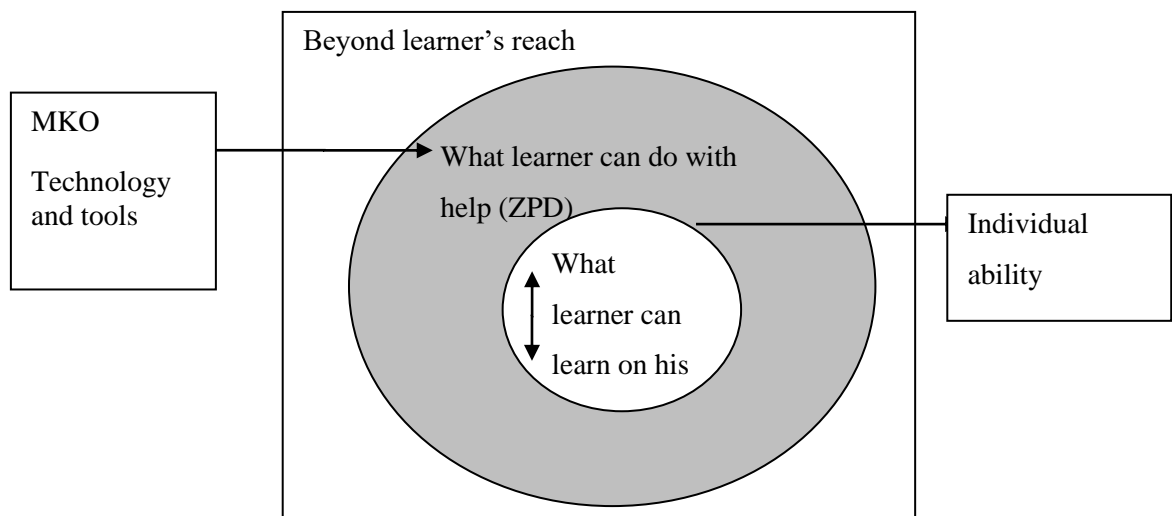 Beyond learner’s reach
MKO
Technology
and tools
What learner can do with
help (ZPD)
Individual
ability
What
learner can
learn on his